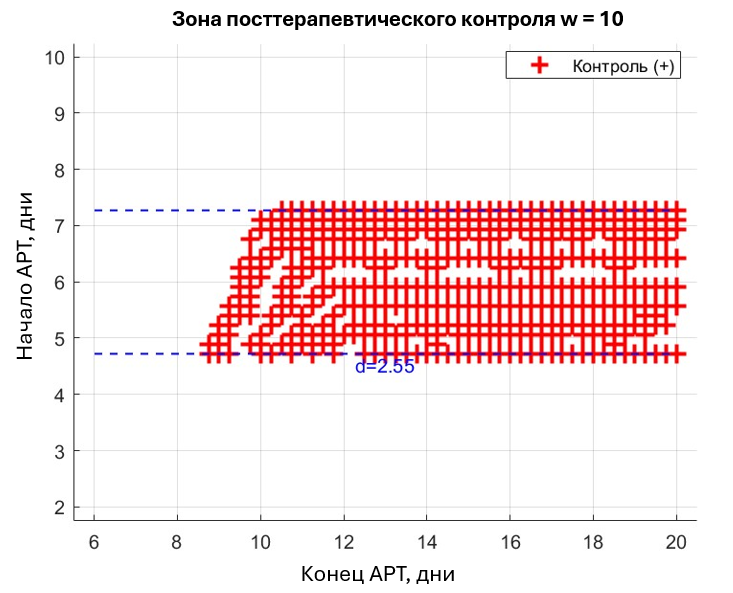 Зона посттерапевтического контроля w = 10
Контроль (+)
10
9
8
7
6
5
4
3
2
Начало АРТ, дни
d=2.55
6 8 10 12 14 16 18 20
Конец АРТ, дни